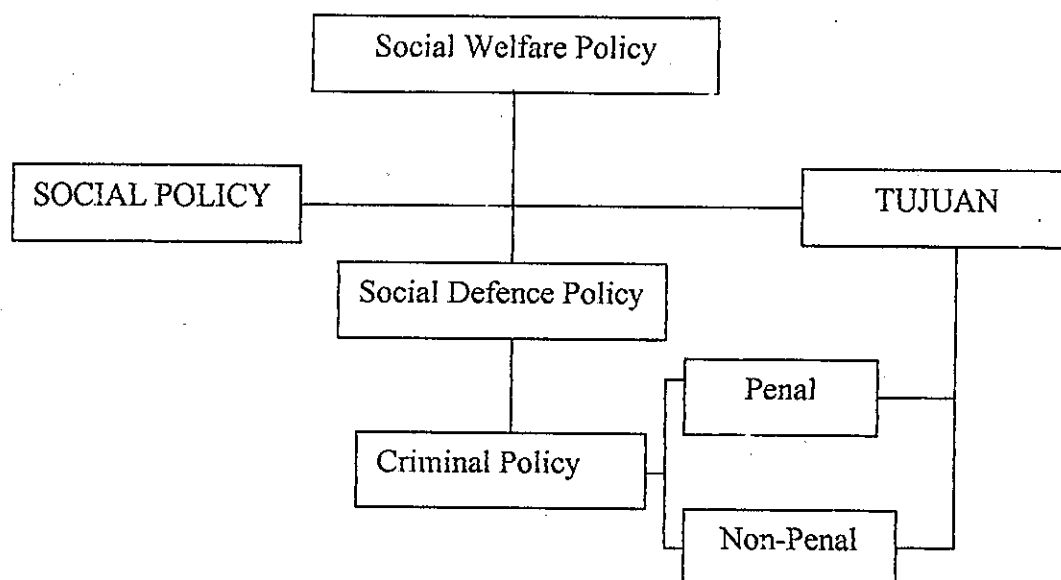 Social Welfare Policy
SOCIAL POLICY
TUJUAN
Social Defence Policy
Penal
Criminal Policy
Non-Penal